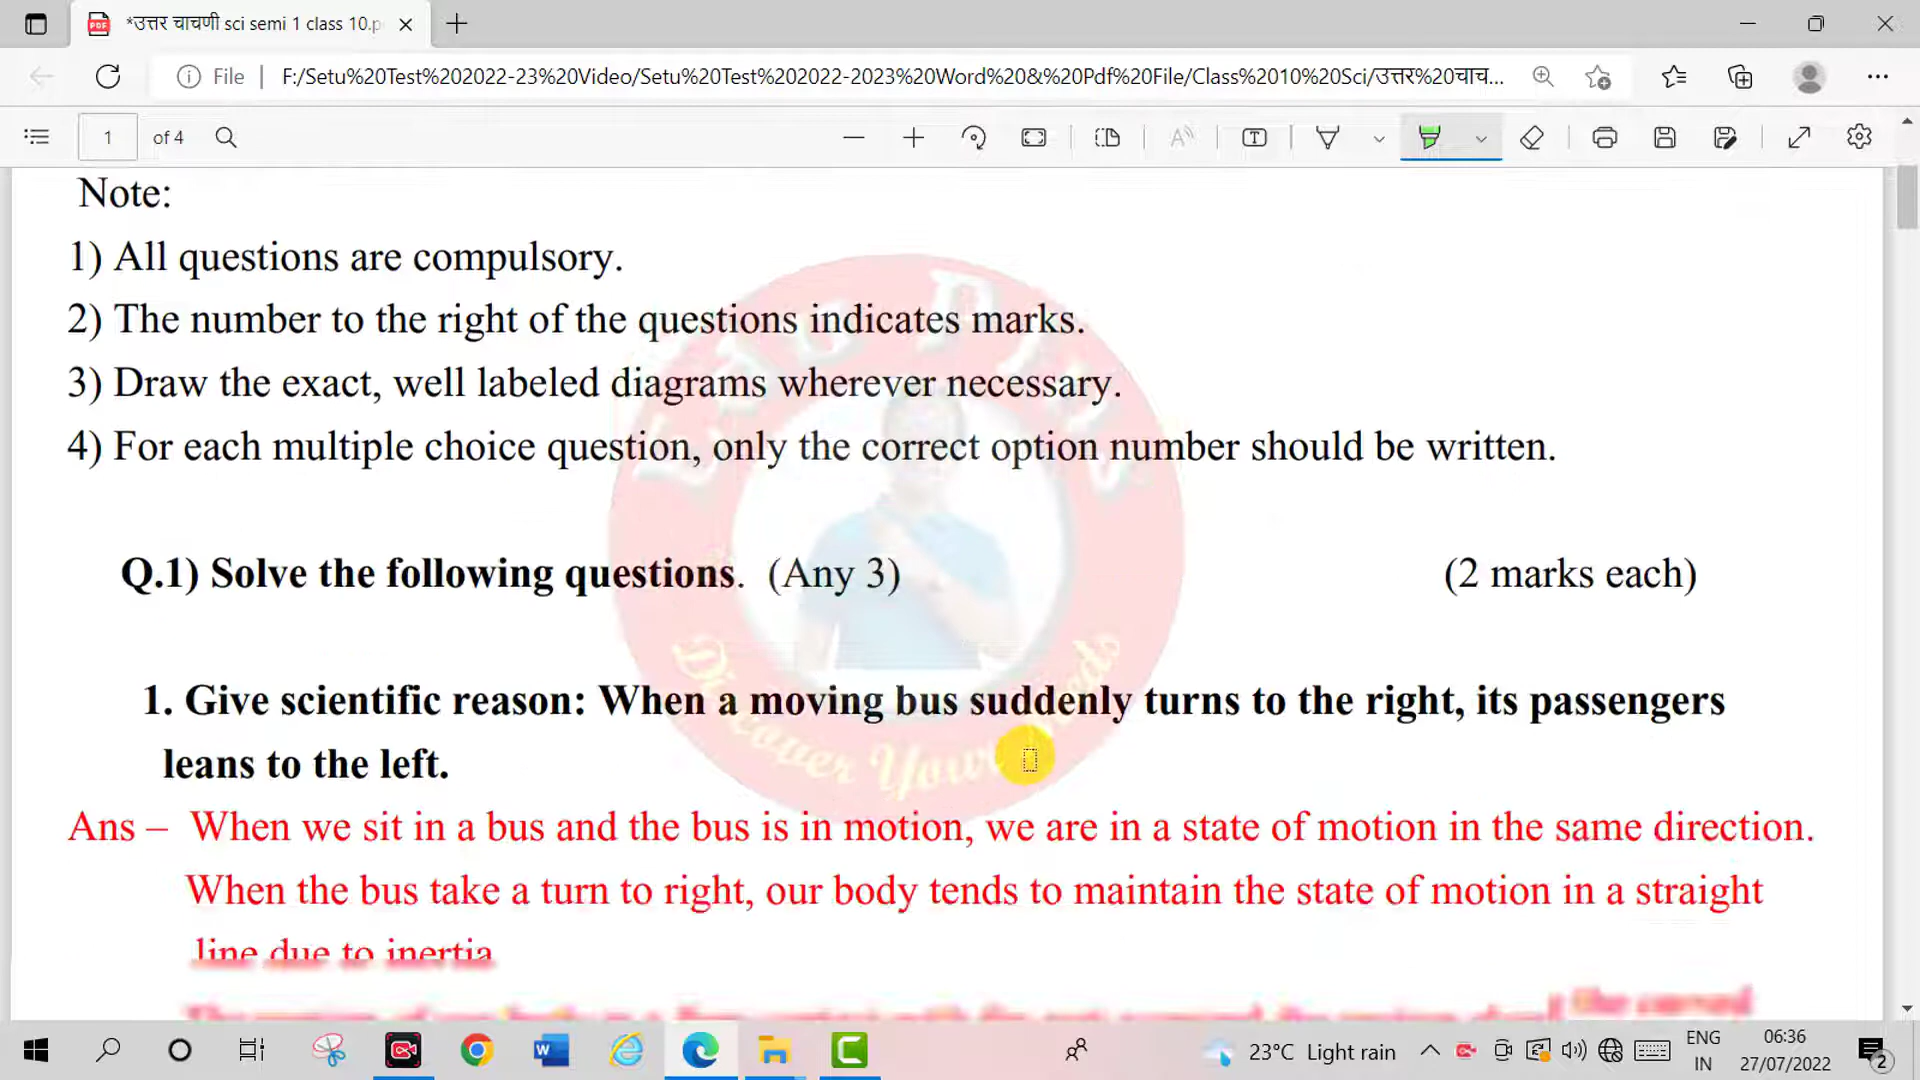 *उत्तर चाचणी sci semi 1 class 10.p
File F:/Setu%20Test%202022-23%20Video/Setu%20Test%202022-2023%20Word%20&%20Pdf%20File/Class%2010%20Sci/उत्तर%20चाच...
1 of 4
Note:
1) All questions are compulsory.
2) The number to the right of the questions indicates marks.
3) Draw the exact, well labeled diagrams wherever necessary.
4) For each multiple choice question, only the correct option number should be written.
Q.1) Solve the following questions. (Any 3) (2 marks each)
1. Give scientific reason: When a moving bus suddenly turns to the right, its passengers
leans to the left.
Ans – When we sit in a bus and the bus is in motion, we are in a state of motion in the same direction.
When the bus take a turn to right, our body tends to maintain the state of motion in a straight
line due to inertia
Edu Plus
Discover Your Needs
23°C Light rain
ENG
IN
06:36
27/07/2022
2